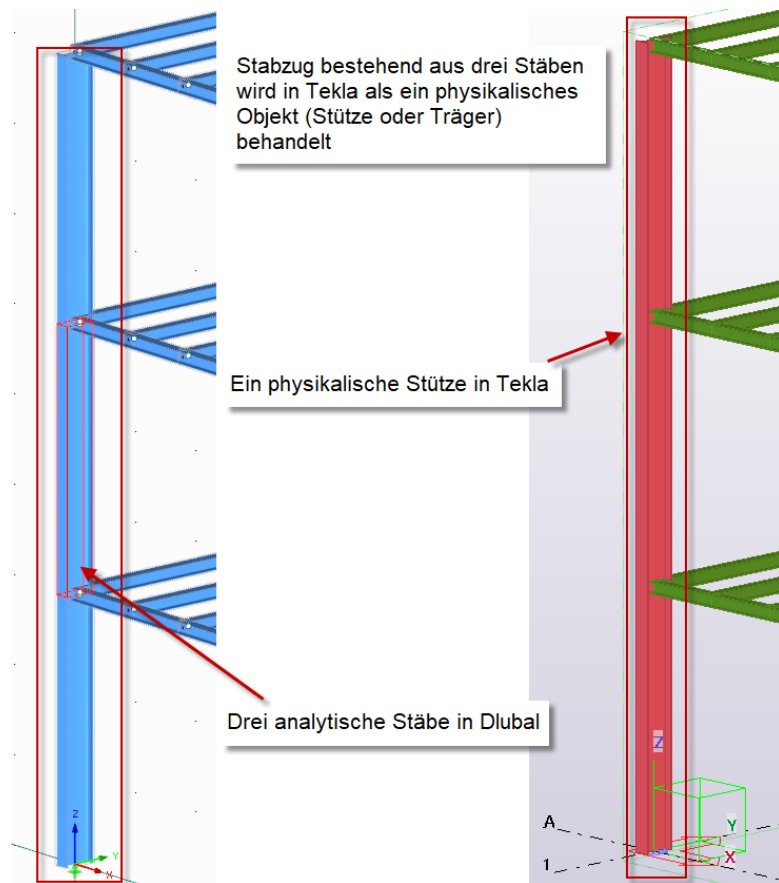 Stabzug bestehend aus drei Stäben
wird in Tekla als ein physikalisches
Objekt (Stütze oder Träger)
behandelt
Ein physikalische Stütze in Tekla
Drei analytische Stäbe in Dlubal
Z
Y
X
Z
A
Y
1
X